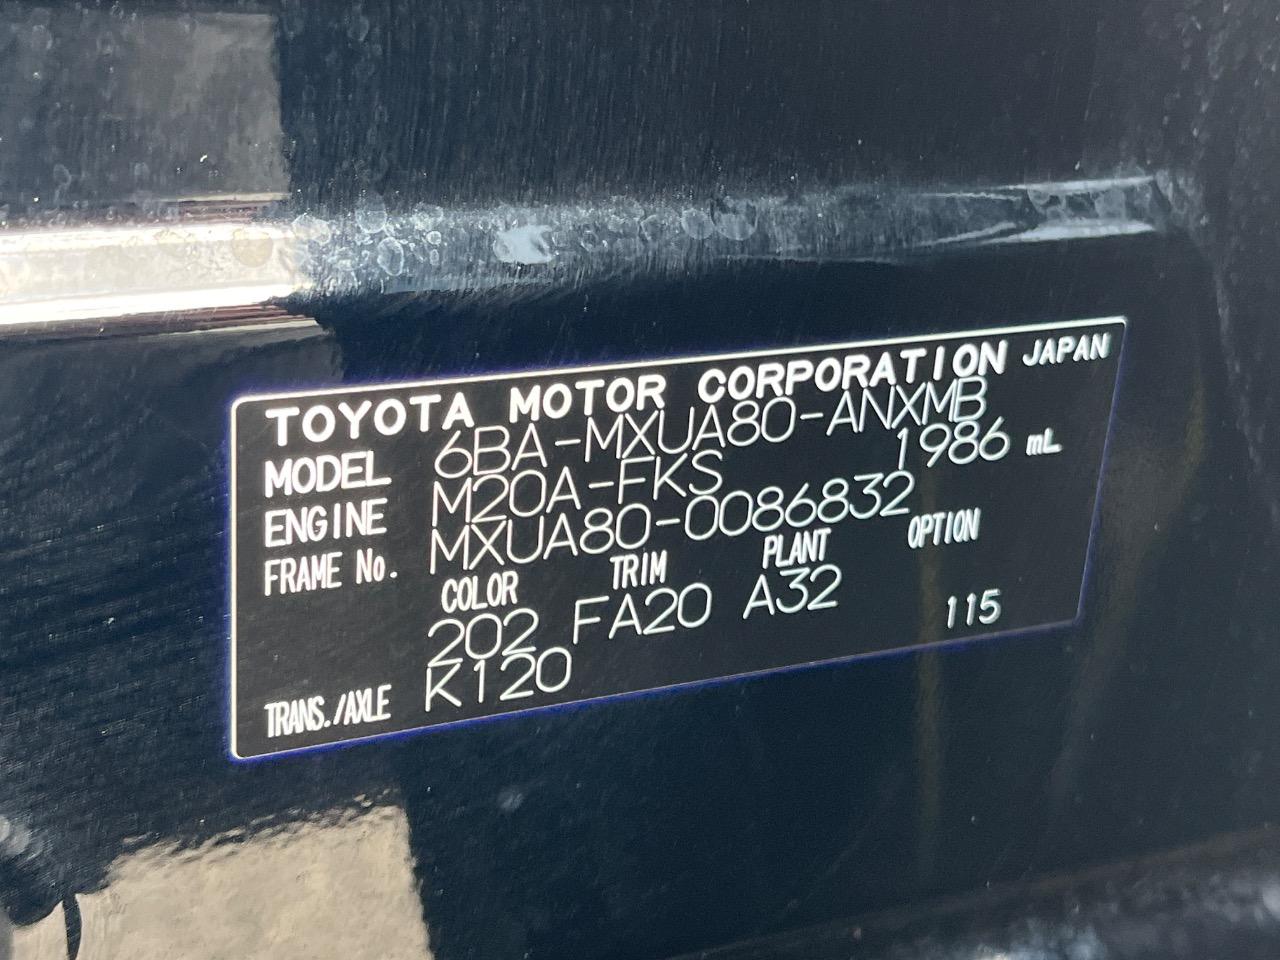 TOYOTA MOTOR CORPORATION JAPAN
MODEL 6BA-MXUA80-ANXMB
ENGINE M20A-FKS 1986 mL
FRAME No. MXUA80-0086832
COLOR TRIM PLANT OPTION
202 FA20 A32
TRANS./AXLE K120 115